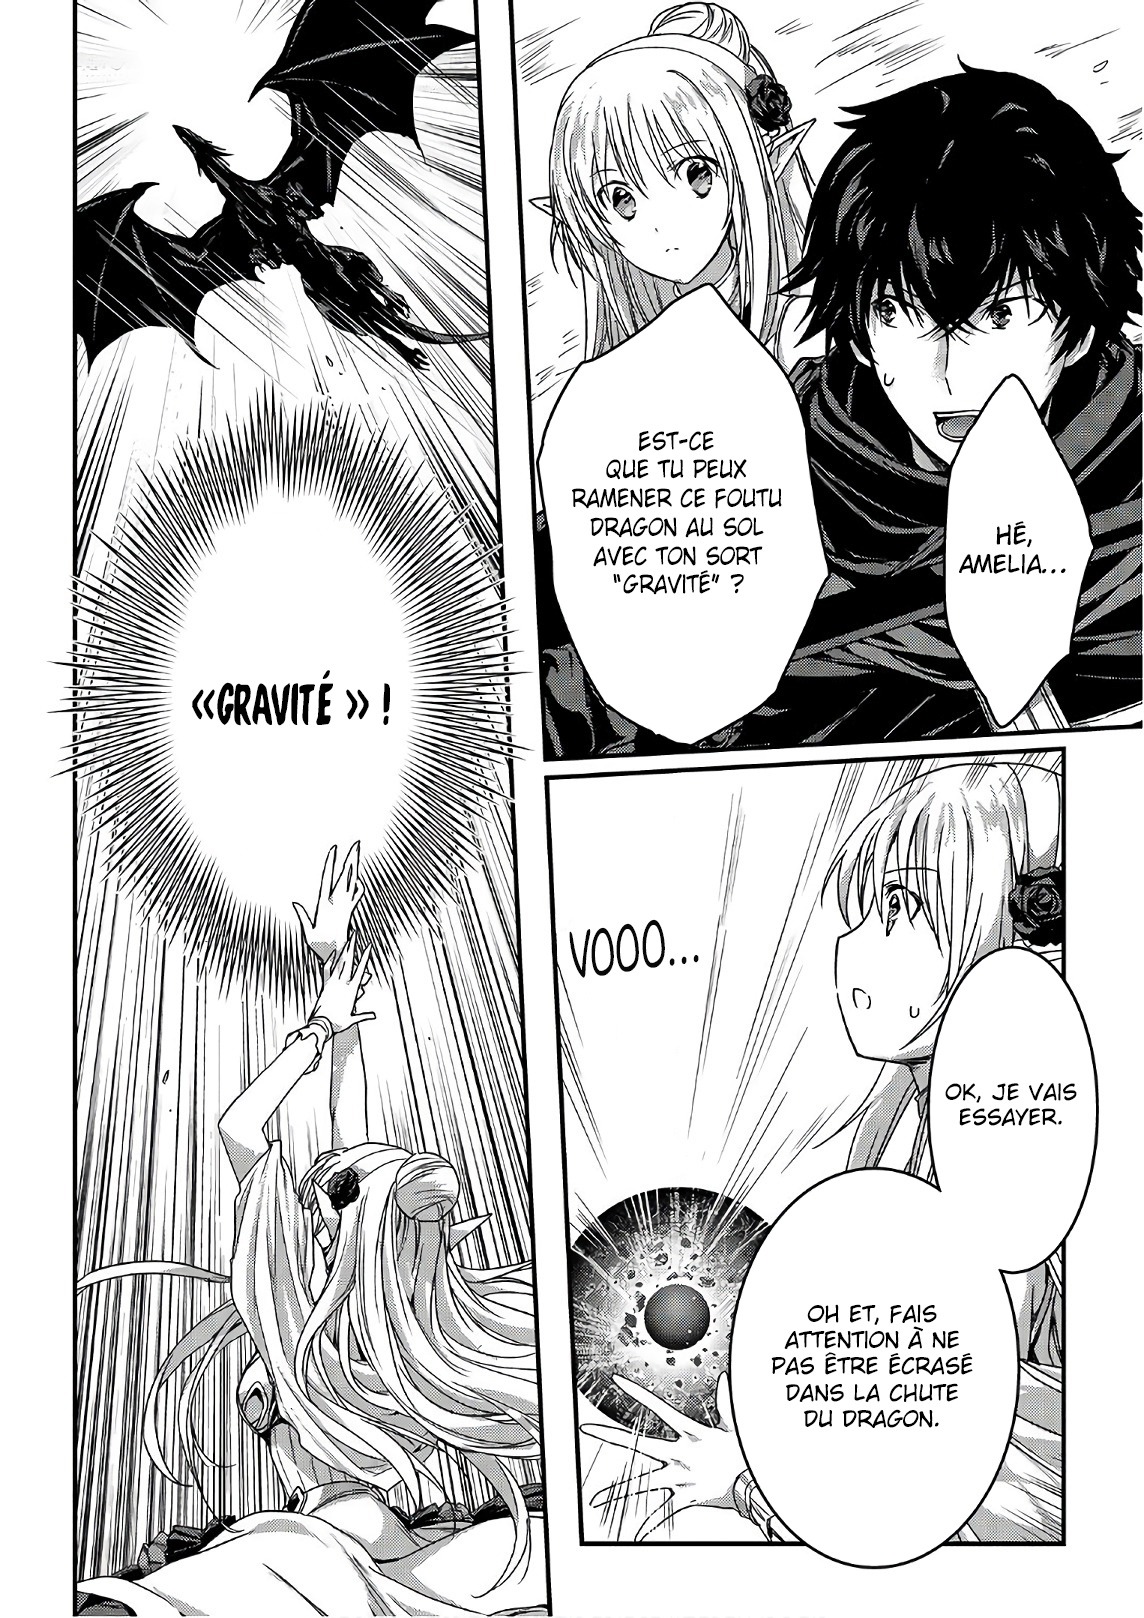 HÉ,
AMELIA...
EST-CE
QUE TU PEUX
RAMENER CE FOUTU
DRAGON AU SOL
AVEC TON SORT
"GRAVITÉ" ?
VOOO...
OK, JE VAIS
ESSAYER.
OH ET, FAIS
ATTENTION À NE
PAS ÊTRE ÉCRASÉ
DANS LA CHUTE
DU DRAGON.
«GRAVITÉ » !